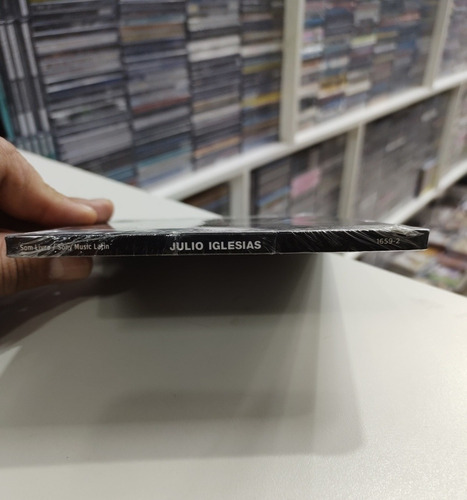 Som Livre / Sony Music Latin JULIO IGLESIAS 1659-2